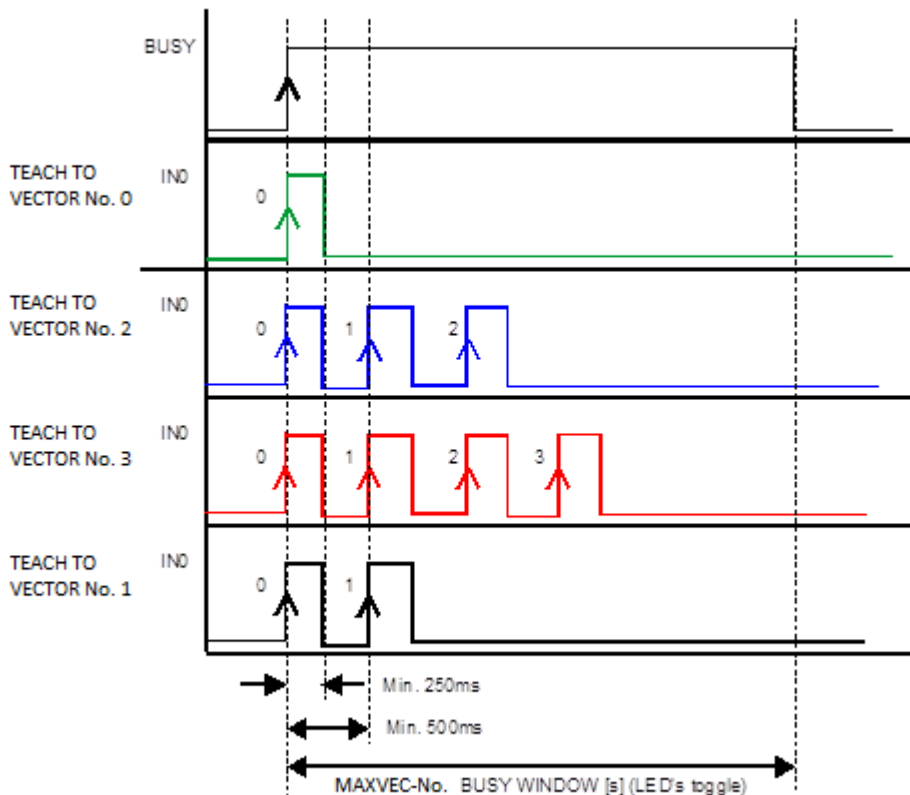 BUSY
TEACH TO IN0
VECTOR No. 0 0
TEACH TO IN0
VECTOR No. 2 0 1 2
TEACH TO IN0
VECTOR No. 3 0 1 2 3
TEACH TO IN0
VECTOR No. 1 0 1
Min. 250ms
Min. 500ms
MAXVEC-No. BUSY WINDOW [s] (LED's toggle)